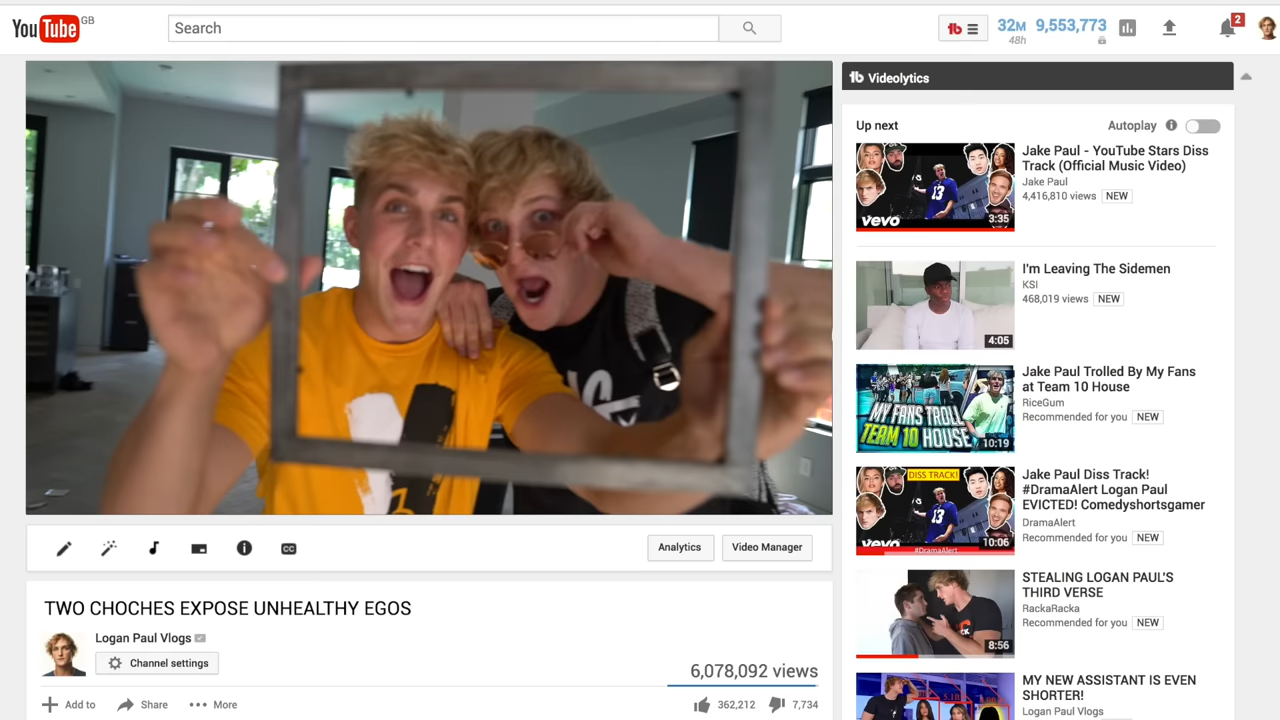 YouTube GB
Search
tb
32M
48h
9,553,773
2
tb Videolytics
Up next
Autoplay
Jake Paul - YouTube Stars Diss
Track (Official Music Video)
Jake Paul
4,416,810 views NEW
13
vevo
3:35
I'm Leaving The Sidemen
KSI
468,019 views NEW
4:05
Jake Paul Trolled By My Fans
at Team 10 House
RiceGum
Recommended for you NEW
MY FANS TROLL
TEAM 10 HOUSE
10:19
Jake Paul Diss Track!
#DramaAlert Logan Paul
EVICTED! Comedyshortsgamer
DramaAlert
Recommended for you NEW
DISS TRACK!
13
vevo
10:06
#DramaAlert
CC
Analytics
Video Manager
TWO CHOCHES EXPOSE UNHEALTHY EGOS
Logan Paul Vlogs
Channel settings
6,078,092 views
Add to
Share
More
362,212
7,734
STEALING LOGAN PAUL'S
THIRD VERSE
RackaRacka
Recommended for you NEW
8:56
MY NEW ASSISTANT IS EVEN
SHORTER!
Logan Paul Vlogs